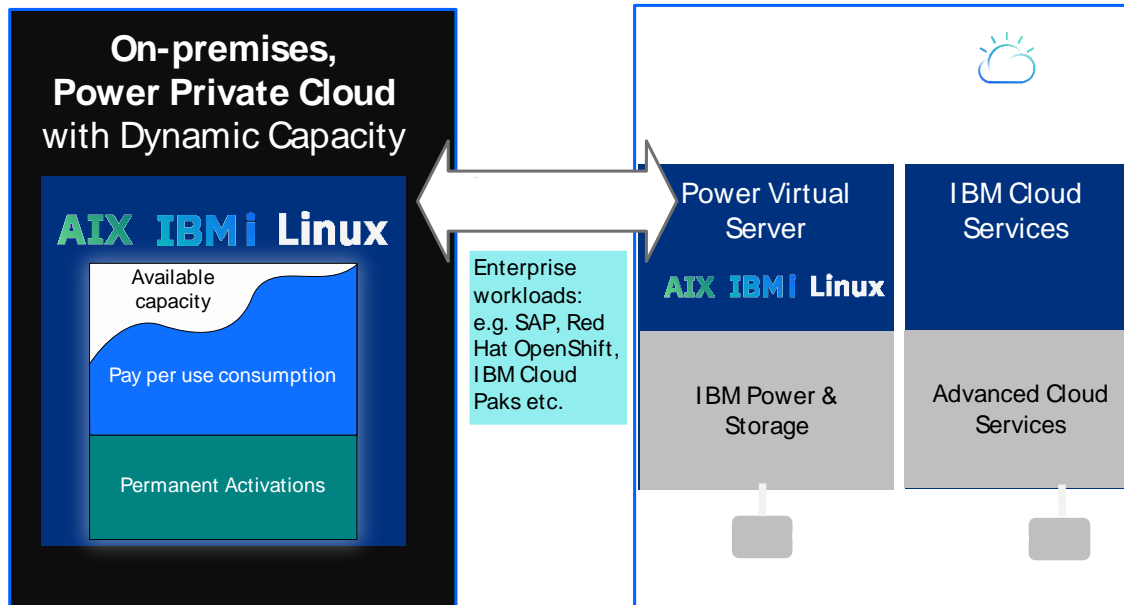 On-premises,
Power Private Cloud
with Dynamic Capacity
AIX IBM i Linux
Available
capacity
Pay per use consumption
Permanent Activations
Enterprise
workloads:
e.g. SAP, Red
Hat OpenShift,
IBM Cloud
Paks etc.
Power Virtual
Server
AIX IBM i Linux
IBM Power &
Storage
IBM Cloud
Services
Advanced Cloud
Services